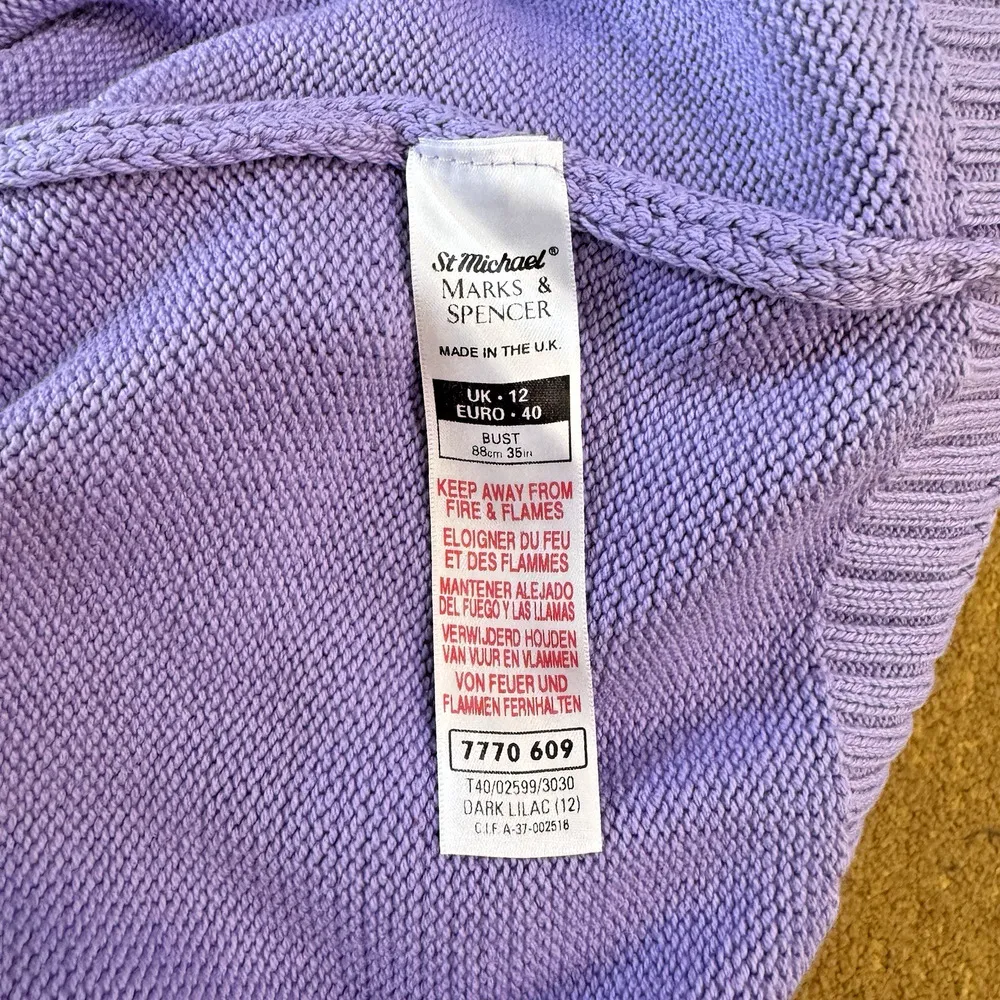 St Michael®
MARKS &
SPENCER
MADE IN THE U.K.
UK • 12
EURO • 40
BUST
88cm 35in
KEEP AWAY FROM
FIRE & FLAMES
ELOIGNER DU FEU
ET DES FLAMMES
MANTENER ALEJADO
DEL FUEGO Y LAS LLAMAS
VERWIJDERD HOUDEN
VAN VUUR EN VLAMMEN
VON FEUER UND
FLAMMEN FERNHALTEN
7770 609
T40/02599/3030
DARK LILAC (12)
C.I.F. A-37-002516